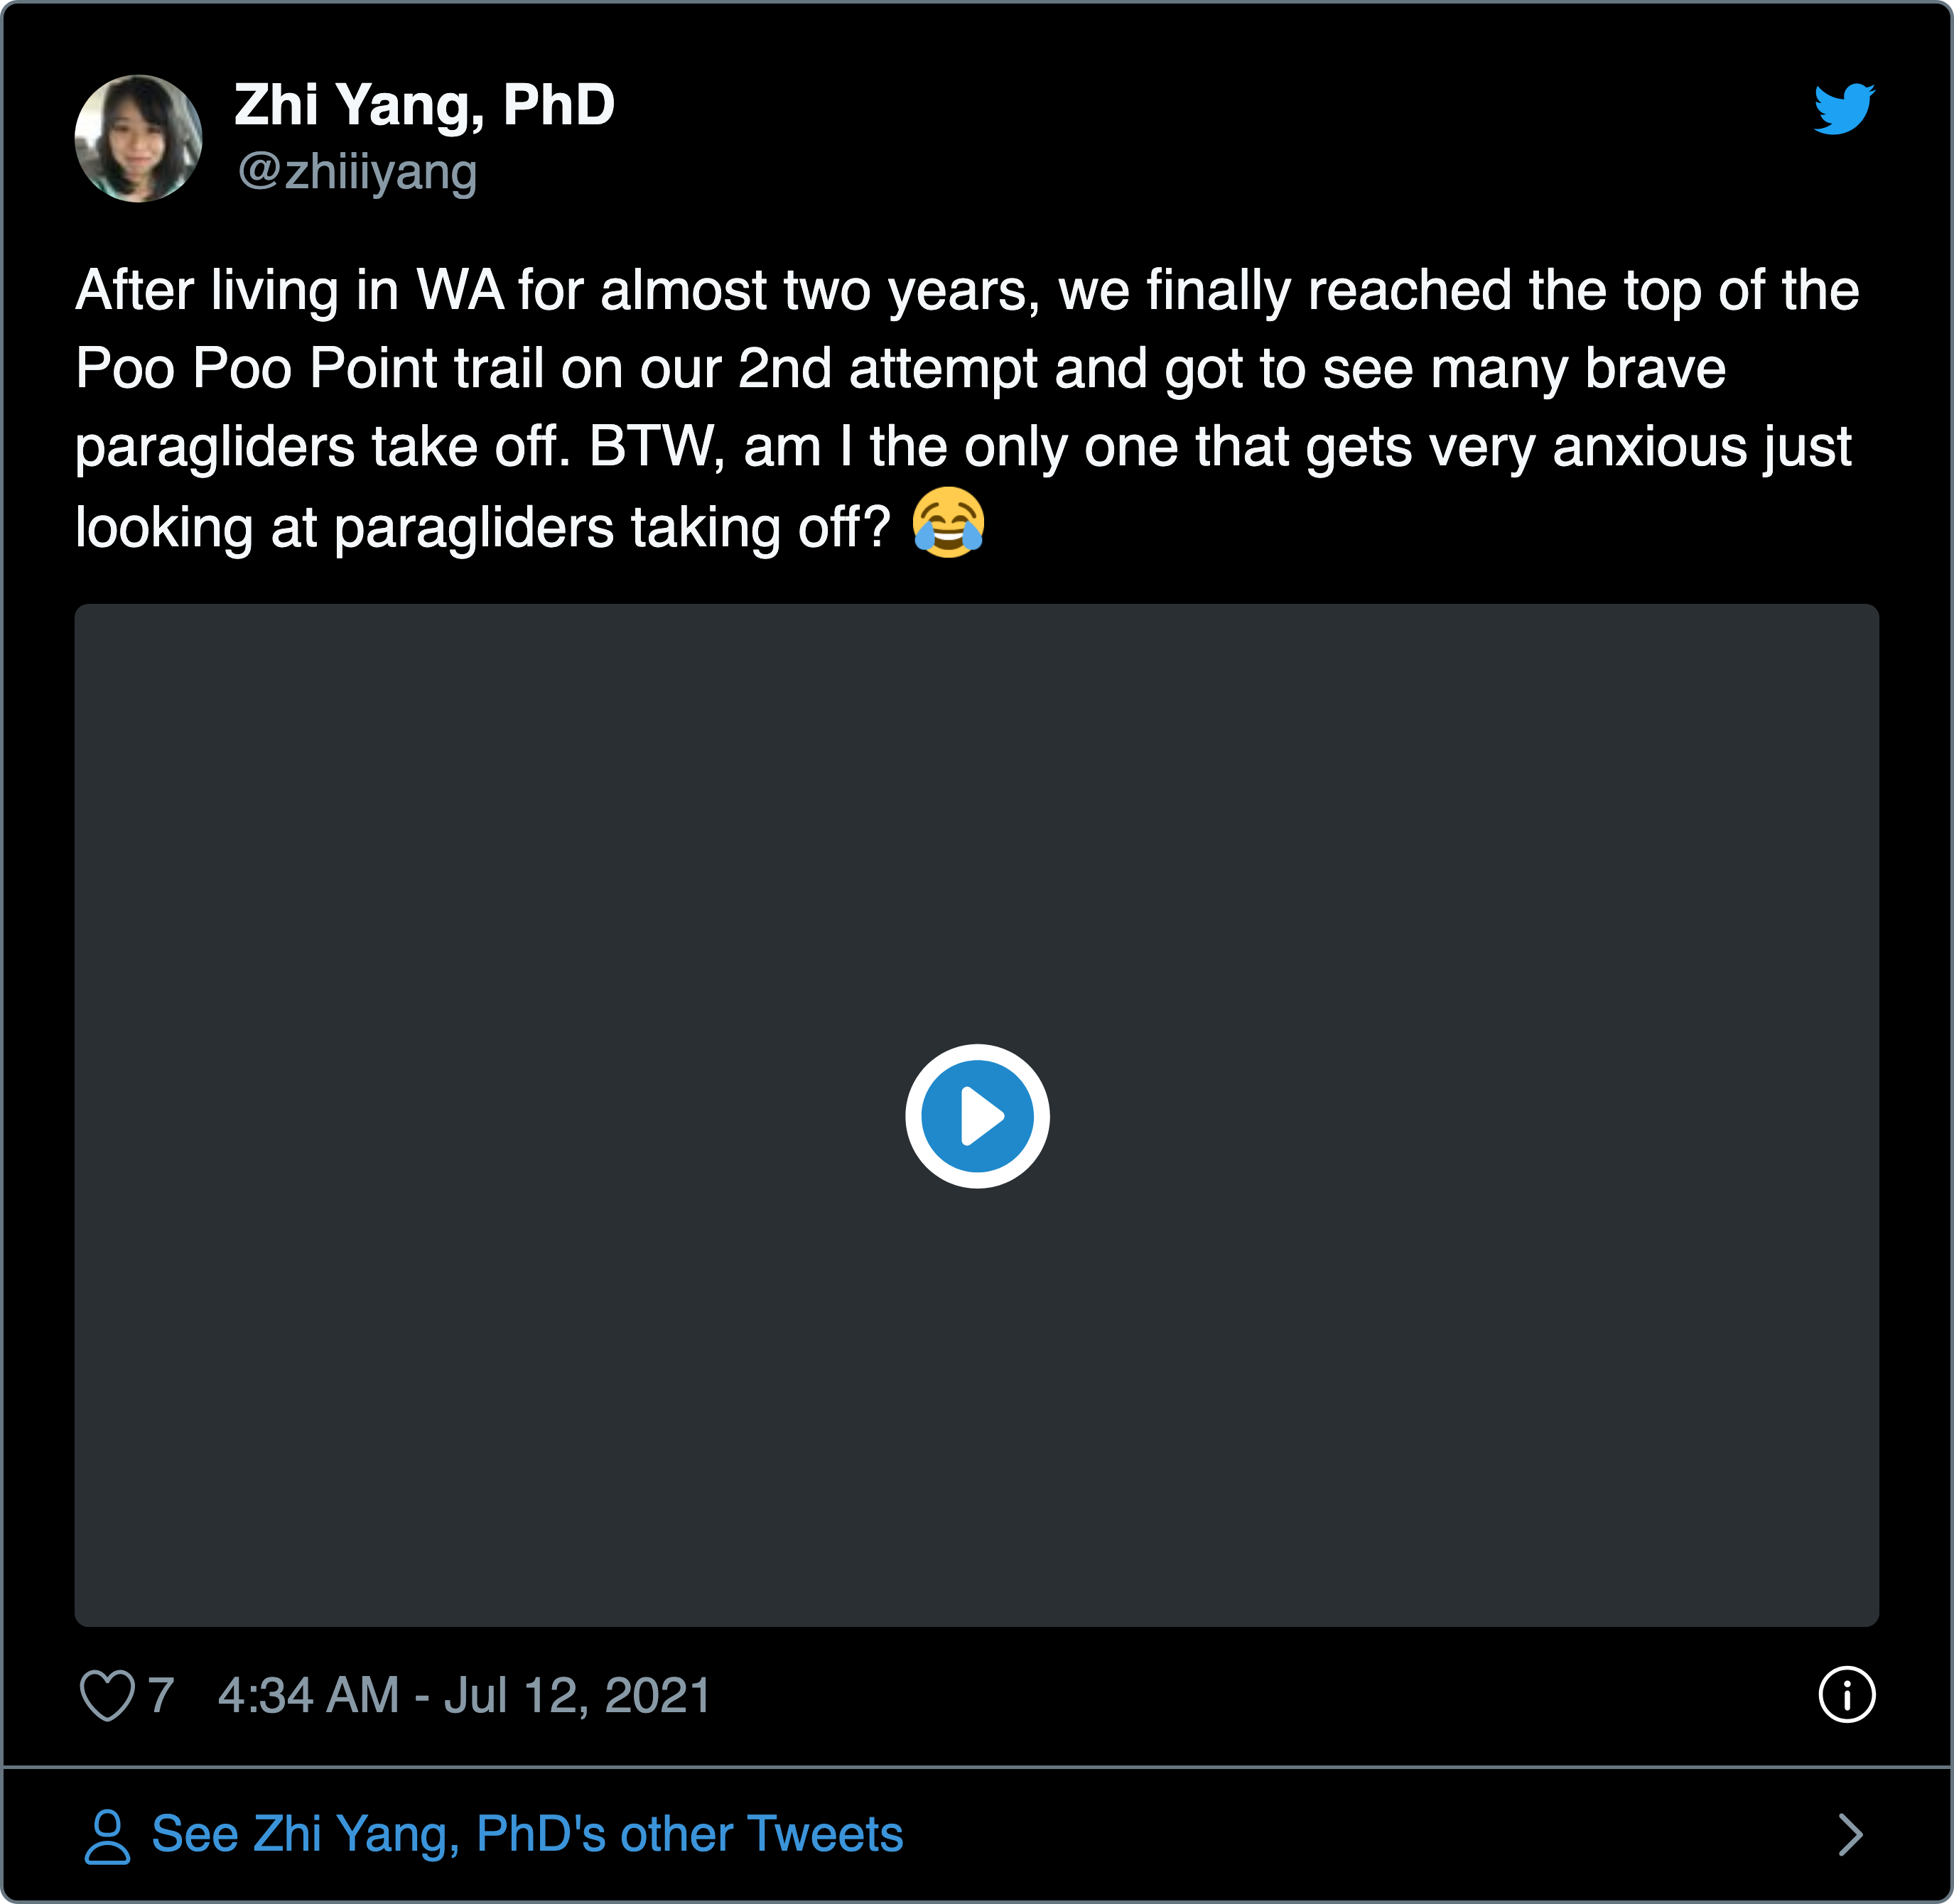 Zhi Yang, PhD
@zhiiiyang
After living in WA for almost two years, we finally reached the top of the
Poo Poo Point trail on our 2nd attempt and got to see many brave
paragliders take off. BTW, am I the only one that gets very anxious just
looking at paragliders taking off? 😂
7 4:34 AM - Jul 12, 2021
See Zhi Yang, PhD's other Tweets